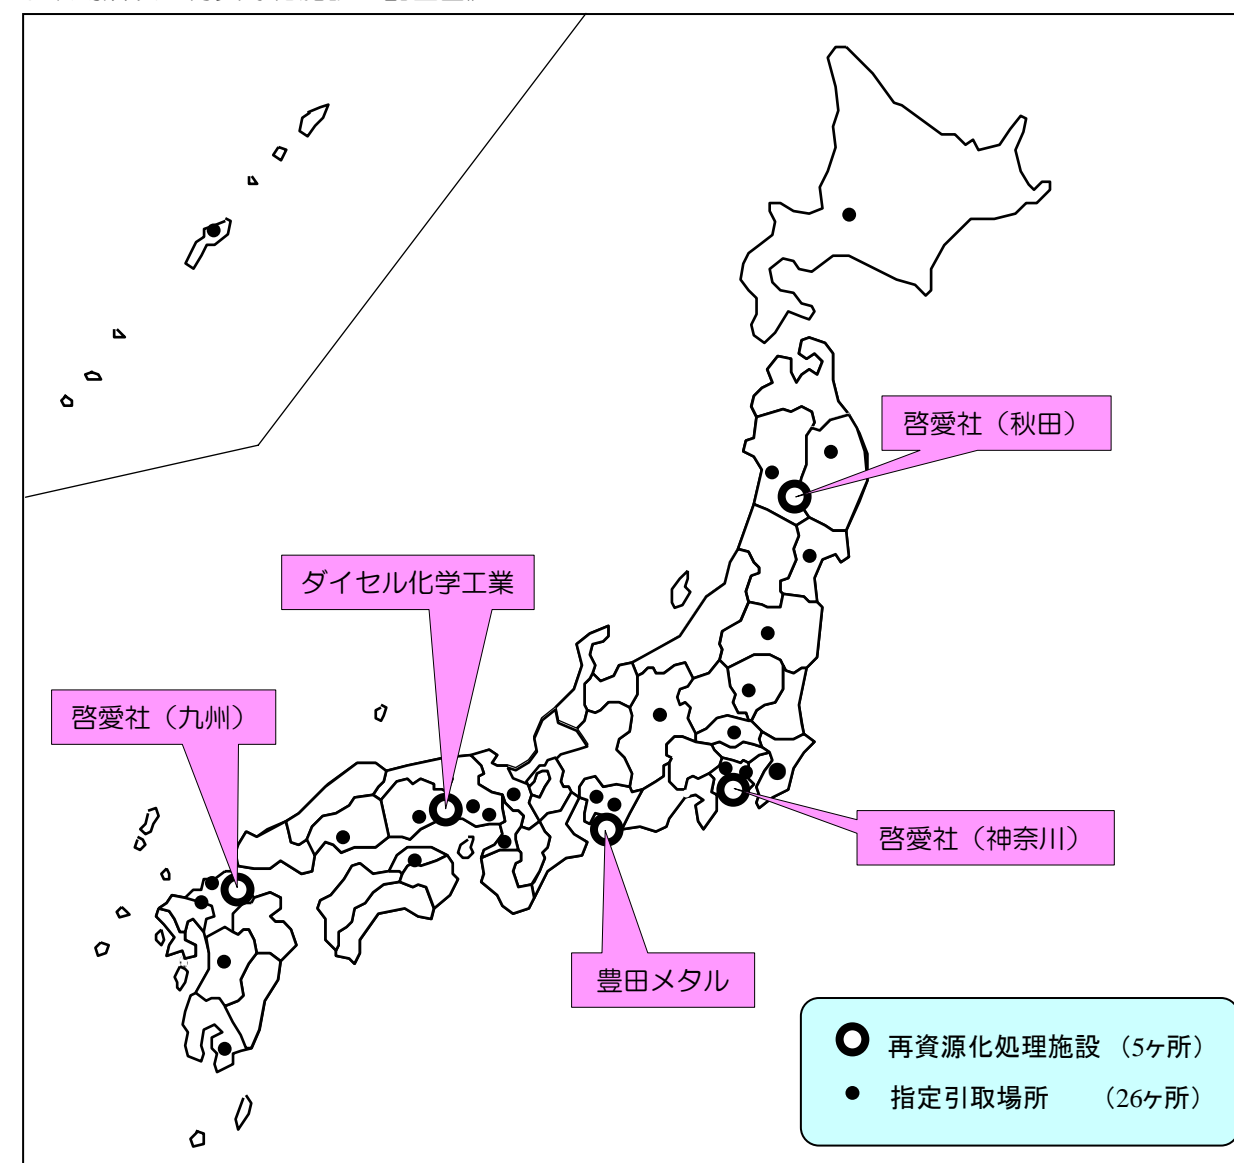 啓愛社（秋田）
ダイセル化学工業
啓愛社（九州）
啓愛社（神奈川）
豊田メタル
再資源化処理施設 （5ヶ所）
指定引取場所 （26ヶ所）